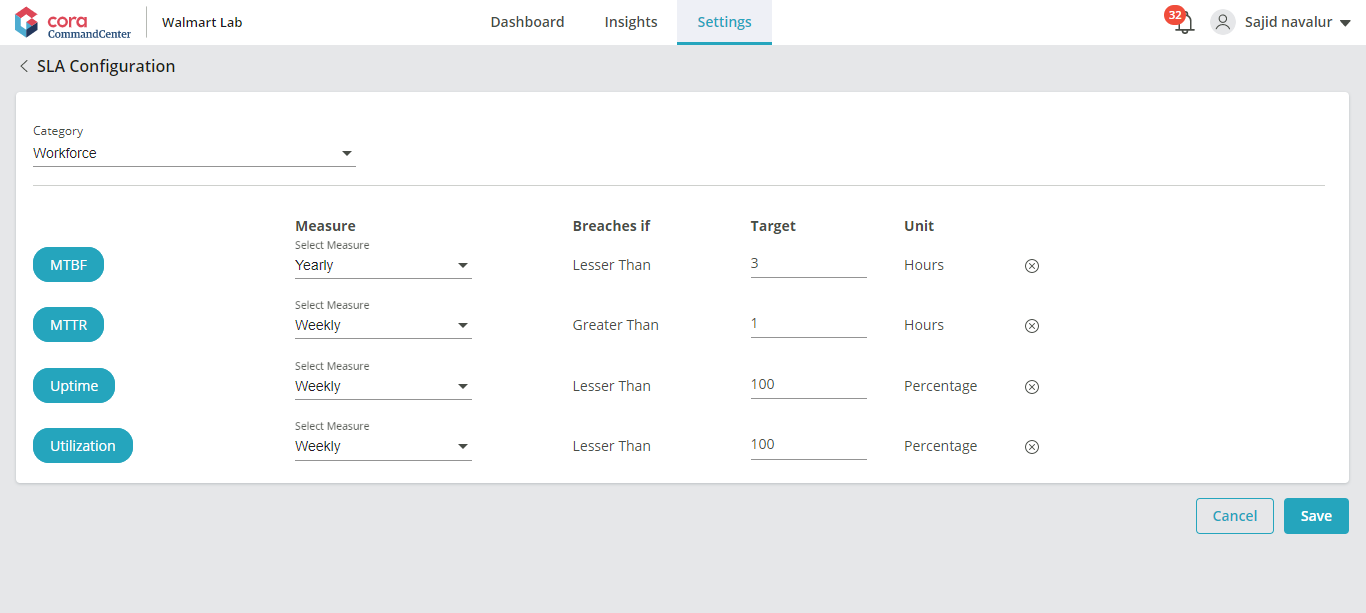 cora
CommandCenter
Walmart Lab
Dashboard
Insights
Settings
32
Sajid navalur
SLA Configuration
Category
Workforce
Measure
Breaches if
Target
Unit
MTBF
Select Measure
Yearly
Lesser Than
3
Hours
MTTR
Select Measure
Weekly
Greater Than
1
Hours
Uptime
Select Measure
Weekly
Lesser Than
100
Percentage
Utilization
Select Measure
Weekly
Lesser Than
100
Percentage
Cancel
Save